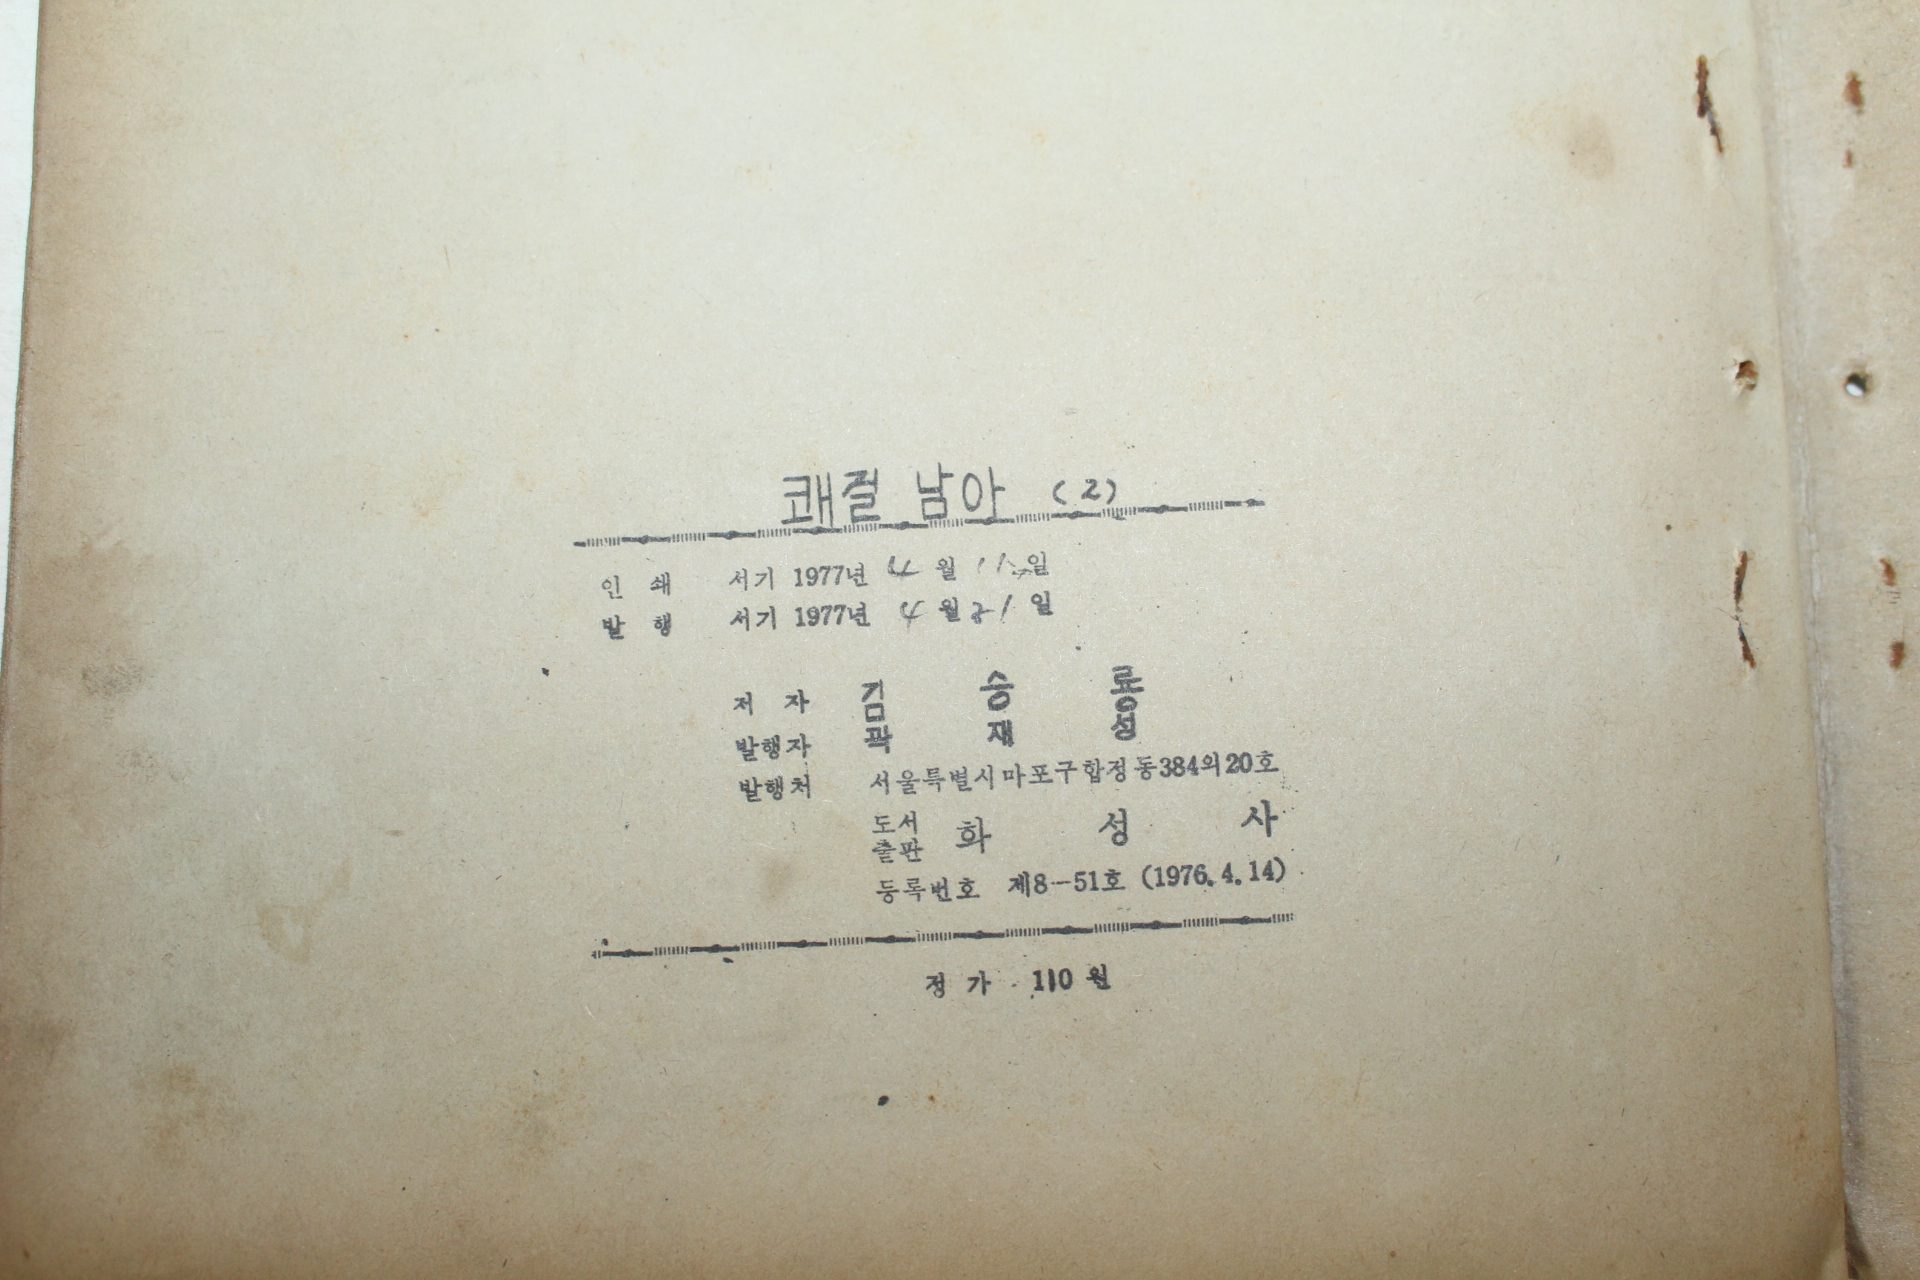 쾌걸 남아 (2)
인 쇄 서기 1977년 4 월 11 일
발 행 서기 1977년 4 월 21 일
저 자 김 승 룡
발행자 곽 재 성
발행처 서울특별시마포구합정동384의20호
도서출판 화 성 사
등록번호 제8-51호 (1976.4.14)
정 가 110 원